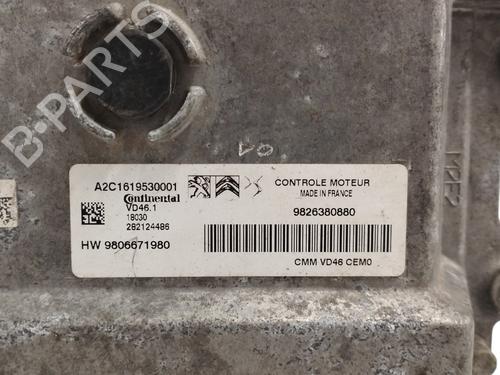 B-PARTS
A2C1619530001
Continental
VD46.1
18030
282124486
HW 9806671980
CONTROLE MOTEUR
MADE IN FRANCE
9826380880
CMM VD46 CEM0